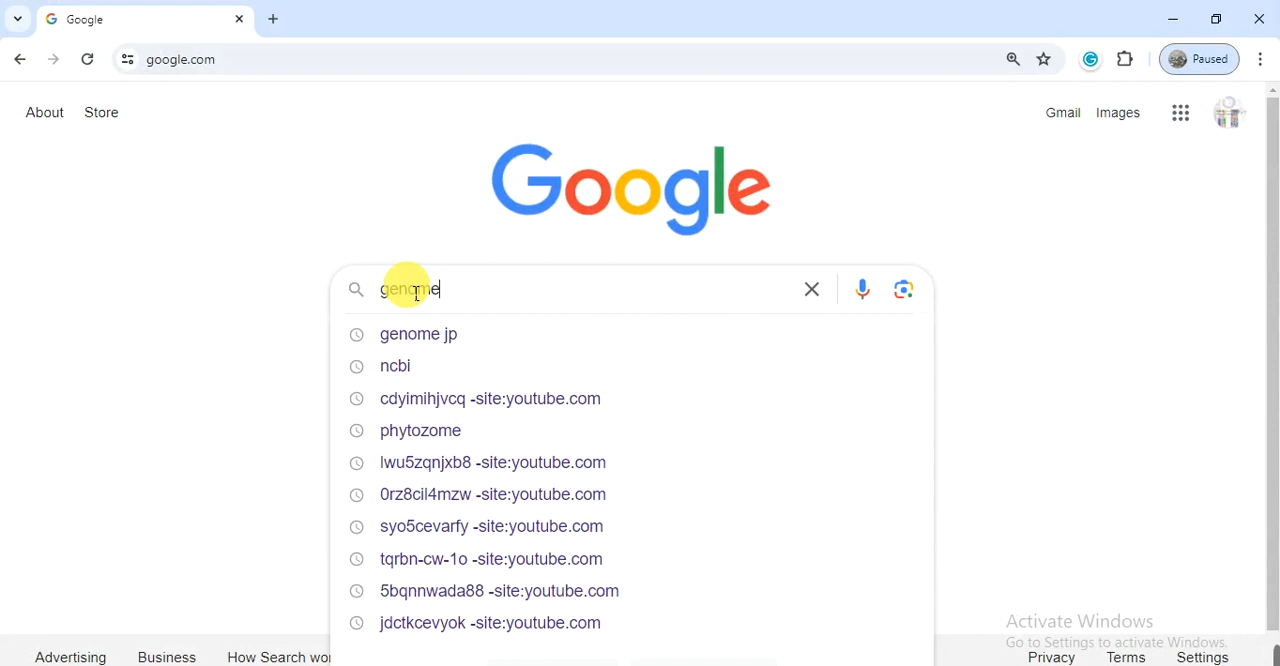 Google
google.com
Paused
About Store
Gmail Images
Google
genome
genome jp
ncbi
cdyimihjvcq -site:youtube.com
phytozome
lwu5zqnjxb8 -site:youtube.com
0rz8cil4mzw -site:youtube.com
syo5cevarfy -site:youtube.com
tqrbn-cw-1o -site:youtube.com
5bqnnwada88 -site:youtube.com
jdctkcevyok -site:youtube.com
Activate Windows
Go to Settings to activate Windows.
Advertising Business How Search wor
Privacy Terms Settings